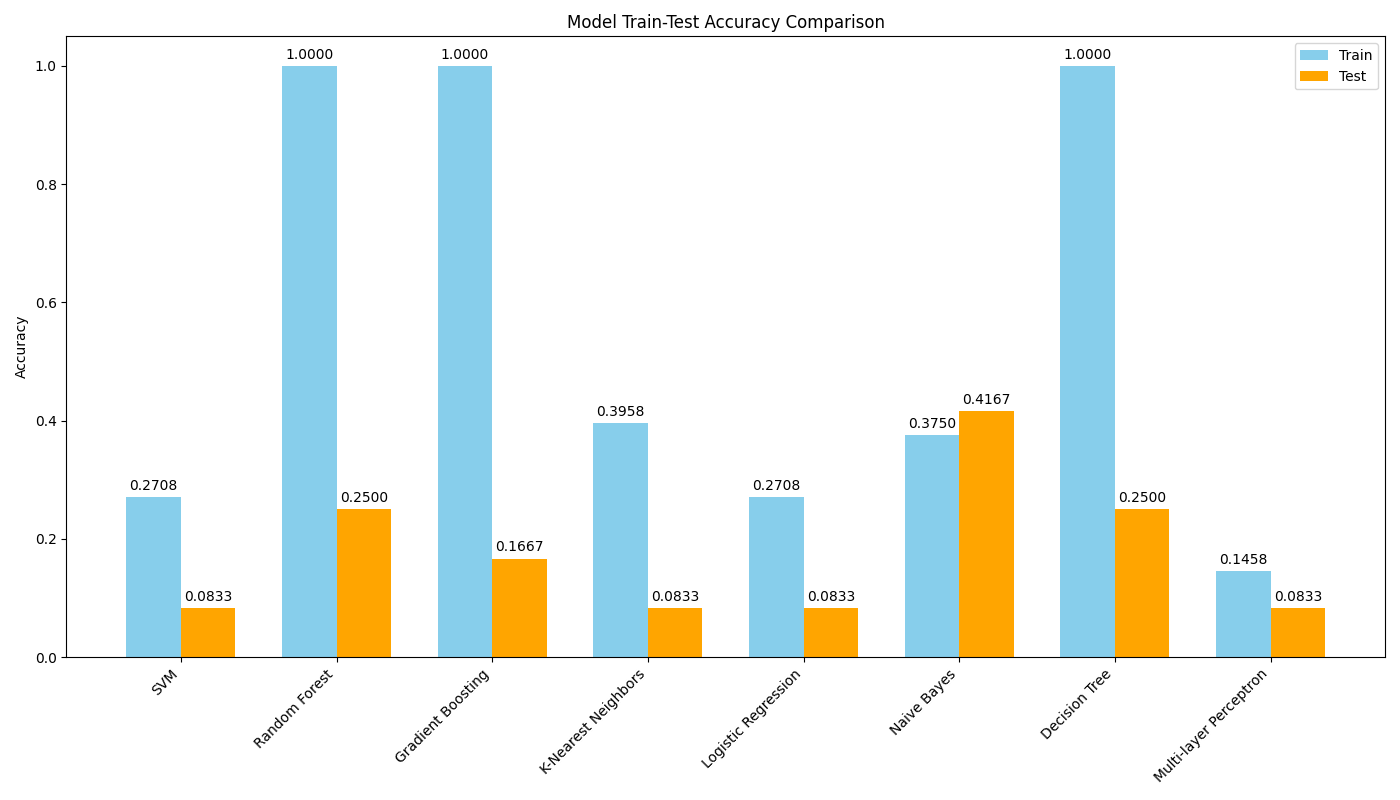 Model Train-Test Accuracy Comparison
Train
Test
Accuracy
1.0
0.8
0.6
0.4
0.2
0.0
0.2708
0.0833
1.0000
0.2500
1.0000
0.1667
0.3958
0.0833
0.2708
0.0833
0.3750
0.4167
1.0000
0.2500
0.1458
0.0833
SVM
Random Forest
Gradient Boosting
K-Nearest Neighbors
Logistic Regression
Naive Bayes
Decision Tree
Multi-layer Perceptron